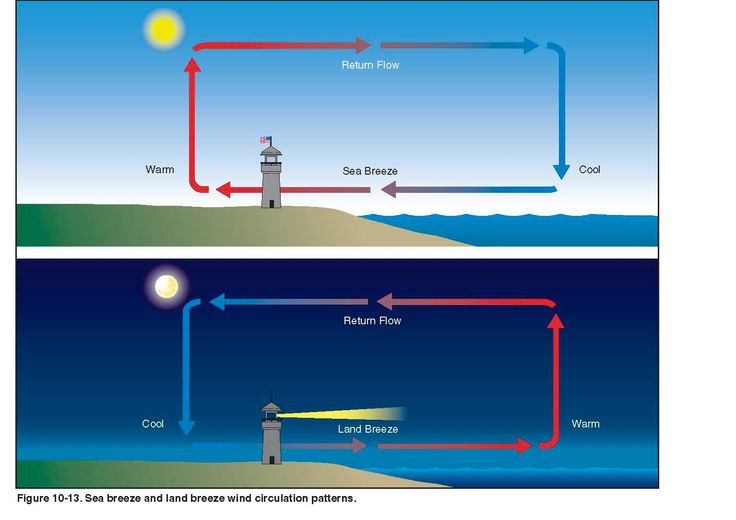 Return Flow
Warm
Sea Breeze
Cool
Return Flow
Cool
Land Breeze
Warm
Figure 10-13. Sea breeze and land breeze wind circulation patterns.